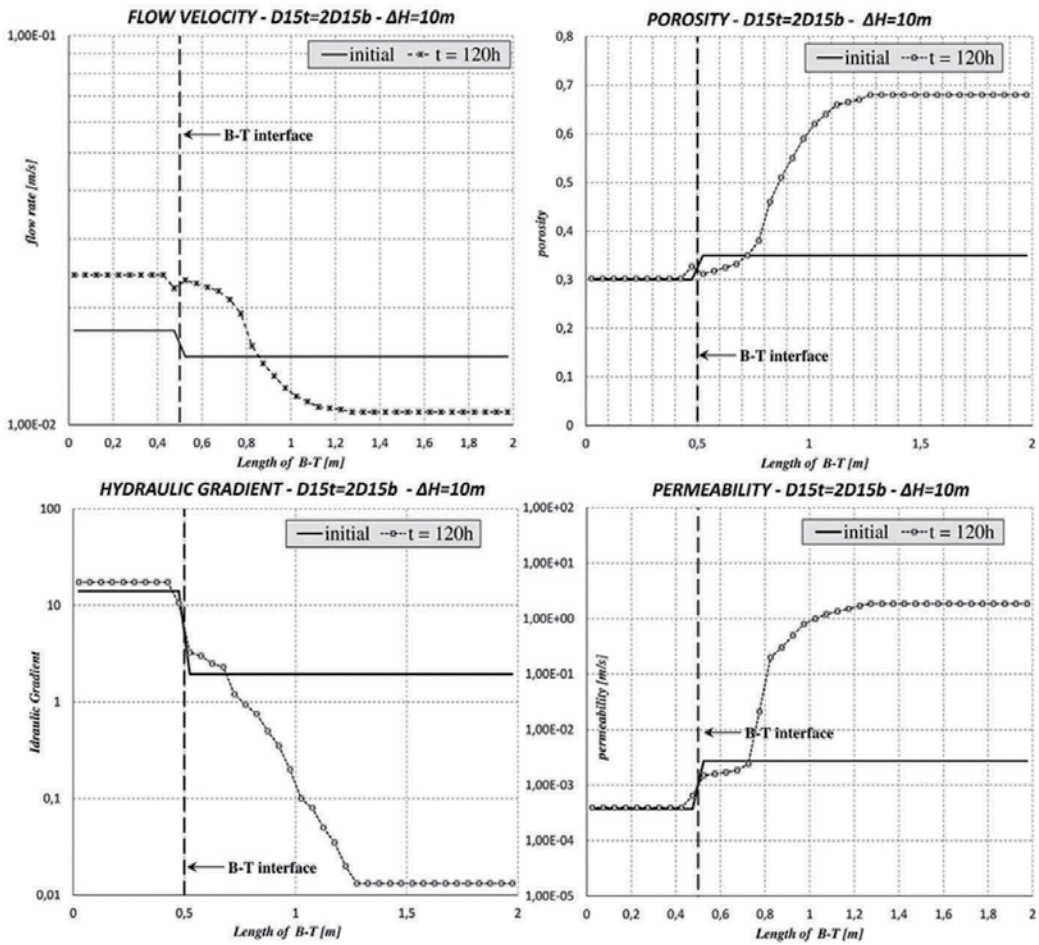 FLOW VELOCITY - D15t=2D15b - ΔH=10m
1,00E-01
initial t = 120h
B-T interface
flow rate [m/s]
1,00E-02
0 0,2 0,4 0,6 0,8 1 1,2 1,4 1,6 1,8 2
Length of B-T [m]
POROSITY - D15t=2D15b - ΔH=10m
0,8
initial t = 120h
0,7
0,6
0,5
0,4
porosity
0,3
0,2
B-T interface
0,1
0
0 0,5 1 1,5 2
Length of B-T [m]
HYDRAULIC GRADIENT - D15t=2D15b - ΔH=10m
100
initial t = 120h
10
1
Idraulic Gradient
0,1
B-T interface
0,01
0 0,5 1 1,5 2
Length of B-T [m]
PERMEABILITY - D15t=2D15b - ΔH=10m
1,00E+02
initial t = 120h
1,00E+01
1,00E+00
1,00E-01
permeability [m/s]
1,00E-02
B-T interface
1,00E-03
1,00E-04
1,00E-05
0 0,2 0,4 0,6 0,8 1 1,2 1,4 1,6 1,8 2
Length of B-T [m]